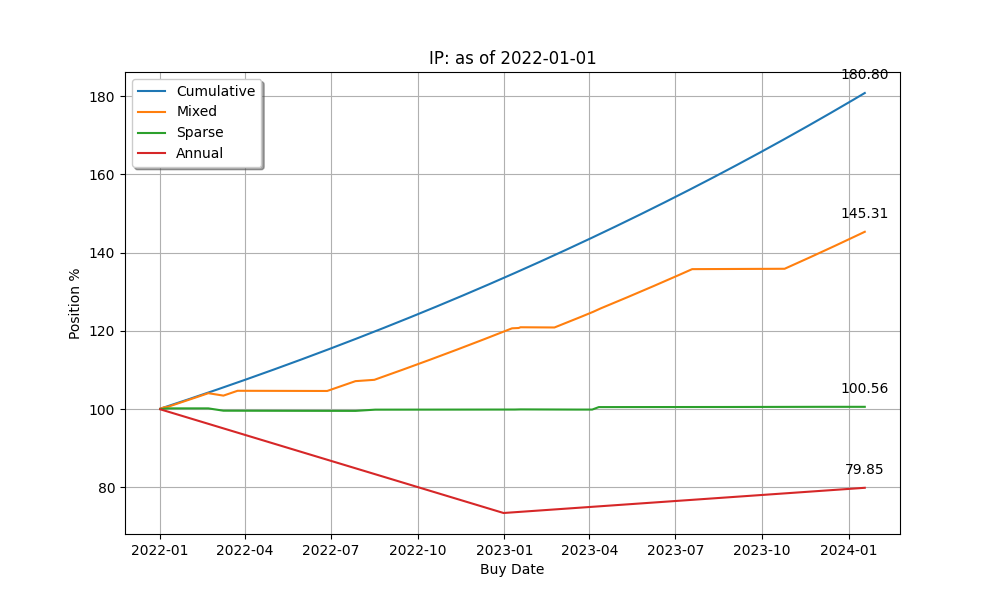 IP: as of 2022-01-01
Cumulative
Mixed
Sparse
Annual
180.80
145.31
100.56
79.85
180
160
140
120
100
80
Position %
2022-01 2022-04 2022-07 2022-10 2023-01 2023-04 2023-07 2023-10 2024-01
Buy Date